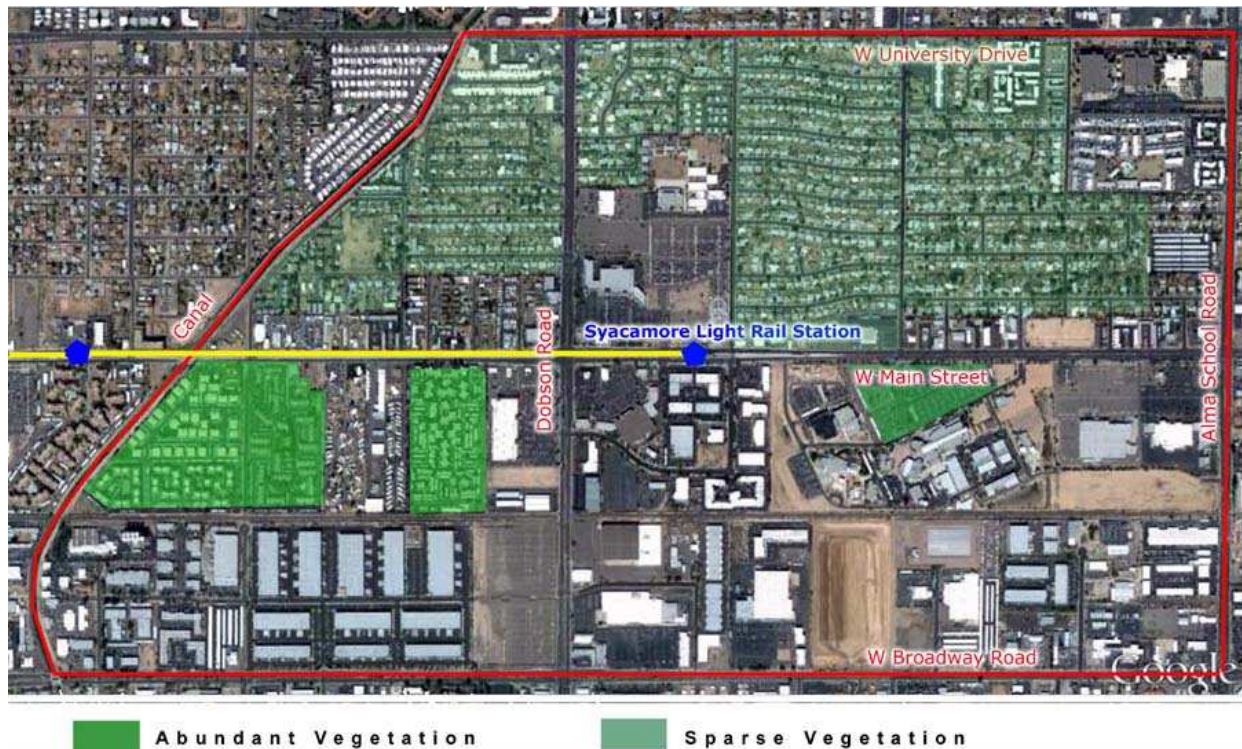 W University Drive
Canal
Dobson Road
Syacamore Light Rail Station
Alma School Road
W Main Street
W Broadway Road
Google
Abundant Vegetation
Sparse Vegetation